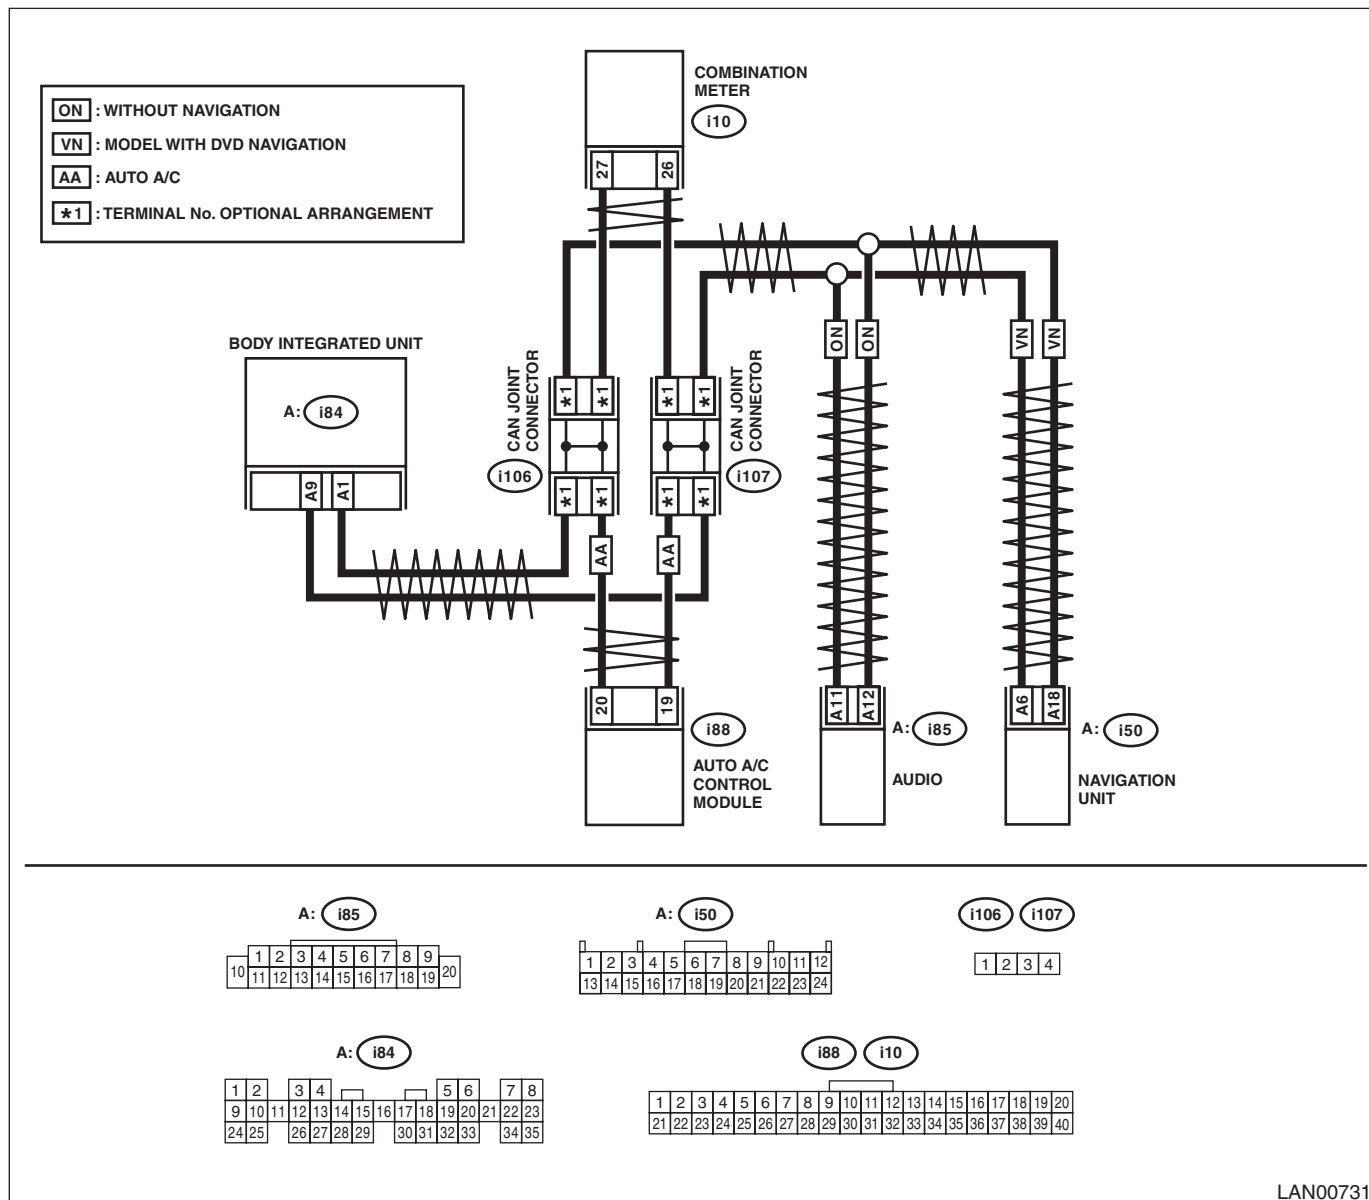 COMBINATION
METER
i10
ON : WITHOUT NAVIGATION
VN : MODEL WITH DVD NAVIGATION
AA : AUTO A/C
*1 : TERMINAL No. OPTIONAL ARRANGEMENT
27 26
BODY INTEGRATED UNIT
A: i84
A9 A1
CAN JOINT
CONNECTOR
i106
*1 *1
*1 *1
CAN JOINT
CONNECTOR
i107
*1 *1
*1 *1
ON ON VN VN
AA AA
20 19
i88
AUTO A/C
CONTROL
MODULE
A11 A12
A: i85
AUDIO
A6 A18
A: i50
NAVIGATION
UNIT
A: i85
1 2 3 4 5 6 7 8 9
10 11 12 13 14 15 16 17 18 19 20
A: i50
1 2 3 4 5 6 7 8 9 10 11 12
13 14 15 16 17 18 19 20 21 22 23 24
i106 i107
1 2 3 4
A: i84
1 2 3 4 5 6 7 8
9 10 11 12 13 14 15 16 17 18 19 20 21 22 23
24 25 26 27 28 29 30 31 32 33 34 35
i88 i10
1 2 3 4 5 6 7 8 9 10 11 12 13 14 15 16 17 18 19 20
21 22 23 24 25 26 27 28 29 30 31 32 33 34 35 36 37 38 39 40
LAN00731